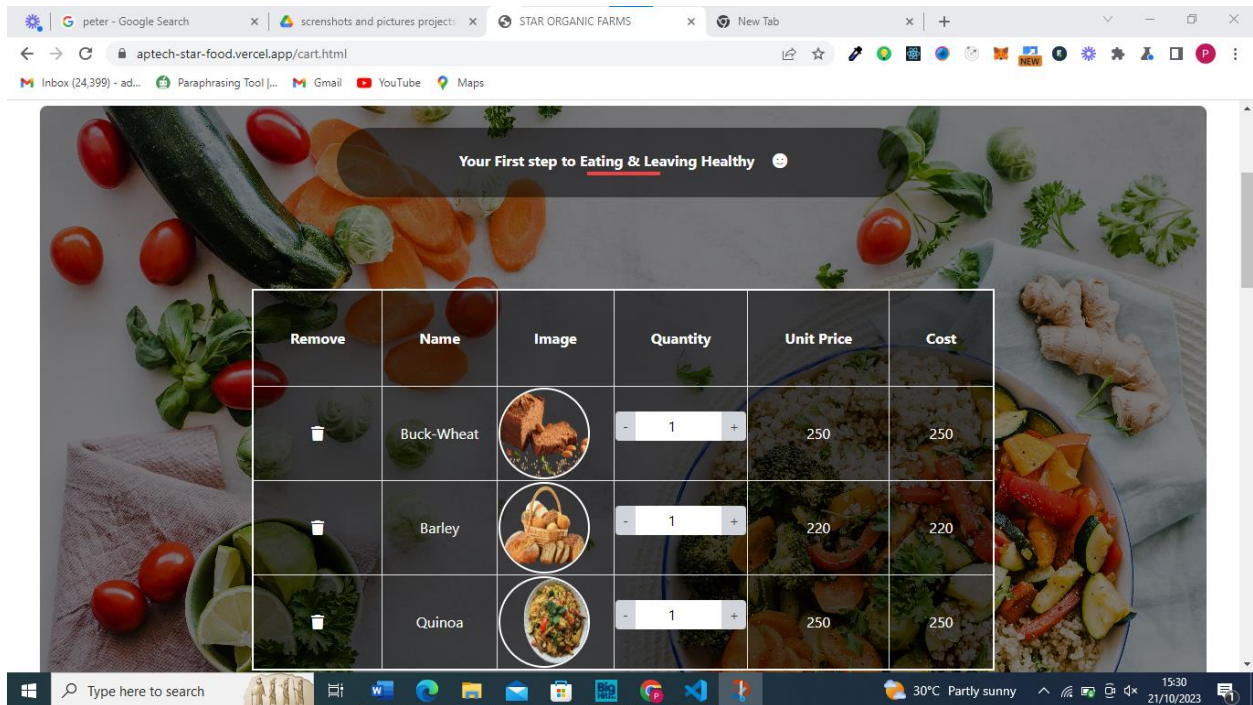 peter - Google Search
screnshots and pictures projects
STAR ORGANIC FARMS
New Tab
aptech-star-food.vercel.app/cart.html
NEW
P
Inbox (24,399) - ad...
Paraphrasing Tool |...
Gmail
YouTube
Maps
Your First step to Eating & Leaving Healthy
Remove Name Image Quantity Unit Price Cost
Buck-Wheat - 1 + 250 250
Barley - 1 + 220 220
Quinoa - 1 + 250 250
Type here to search
30°C Partly sunny
15:30
21/10/2023